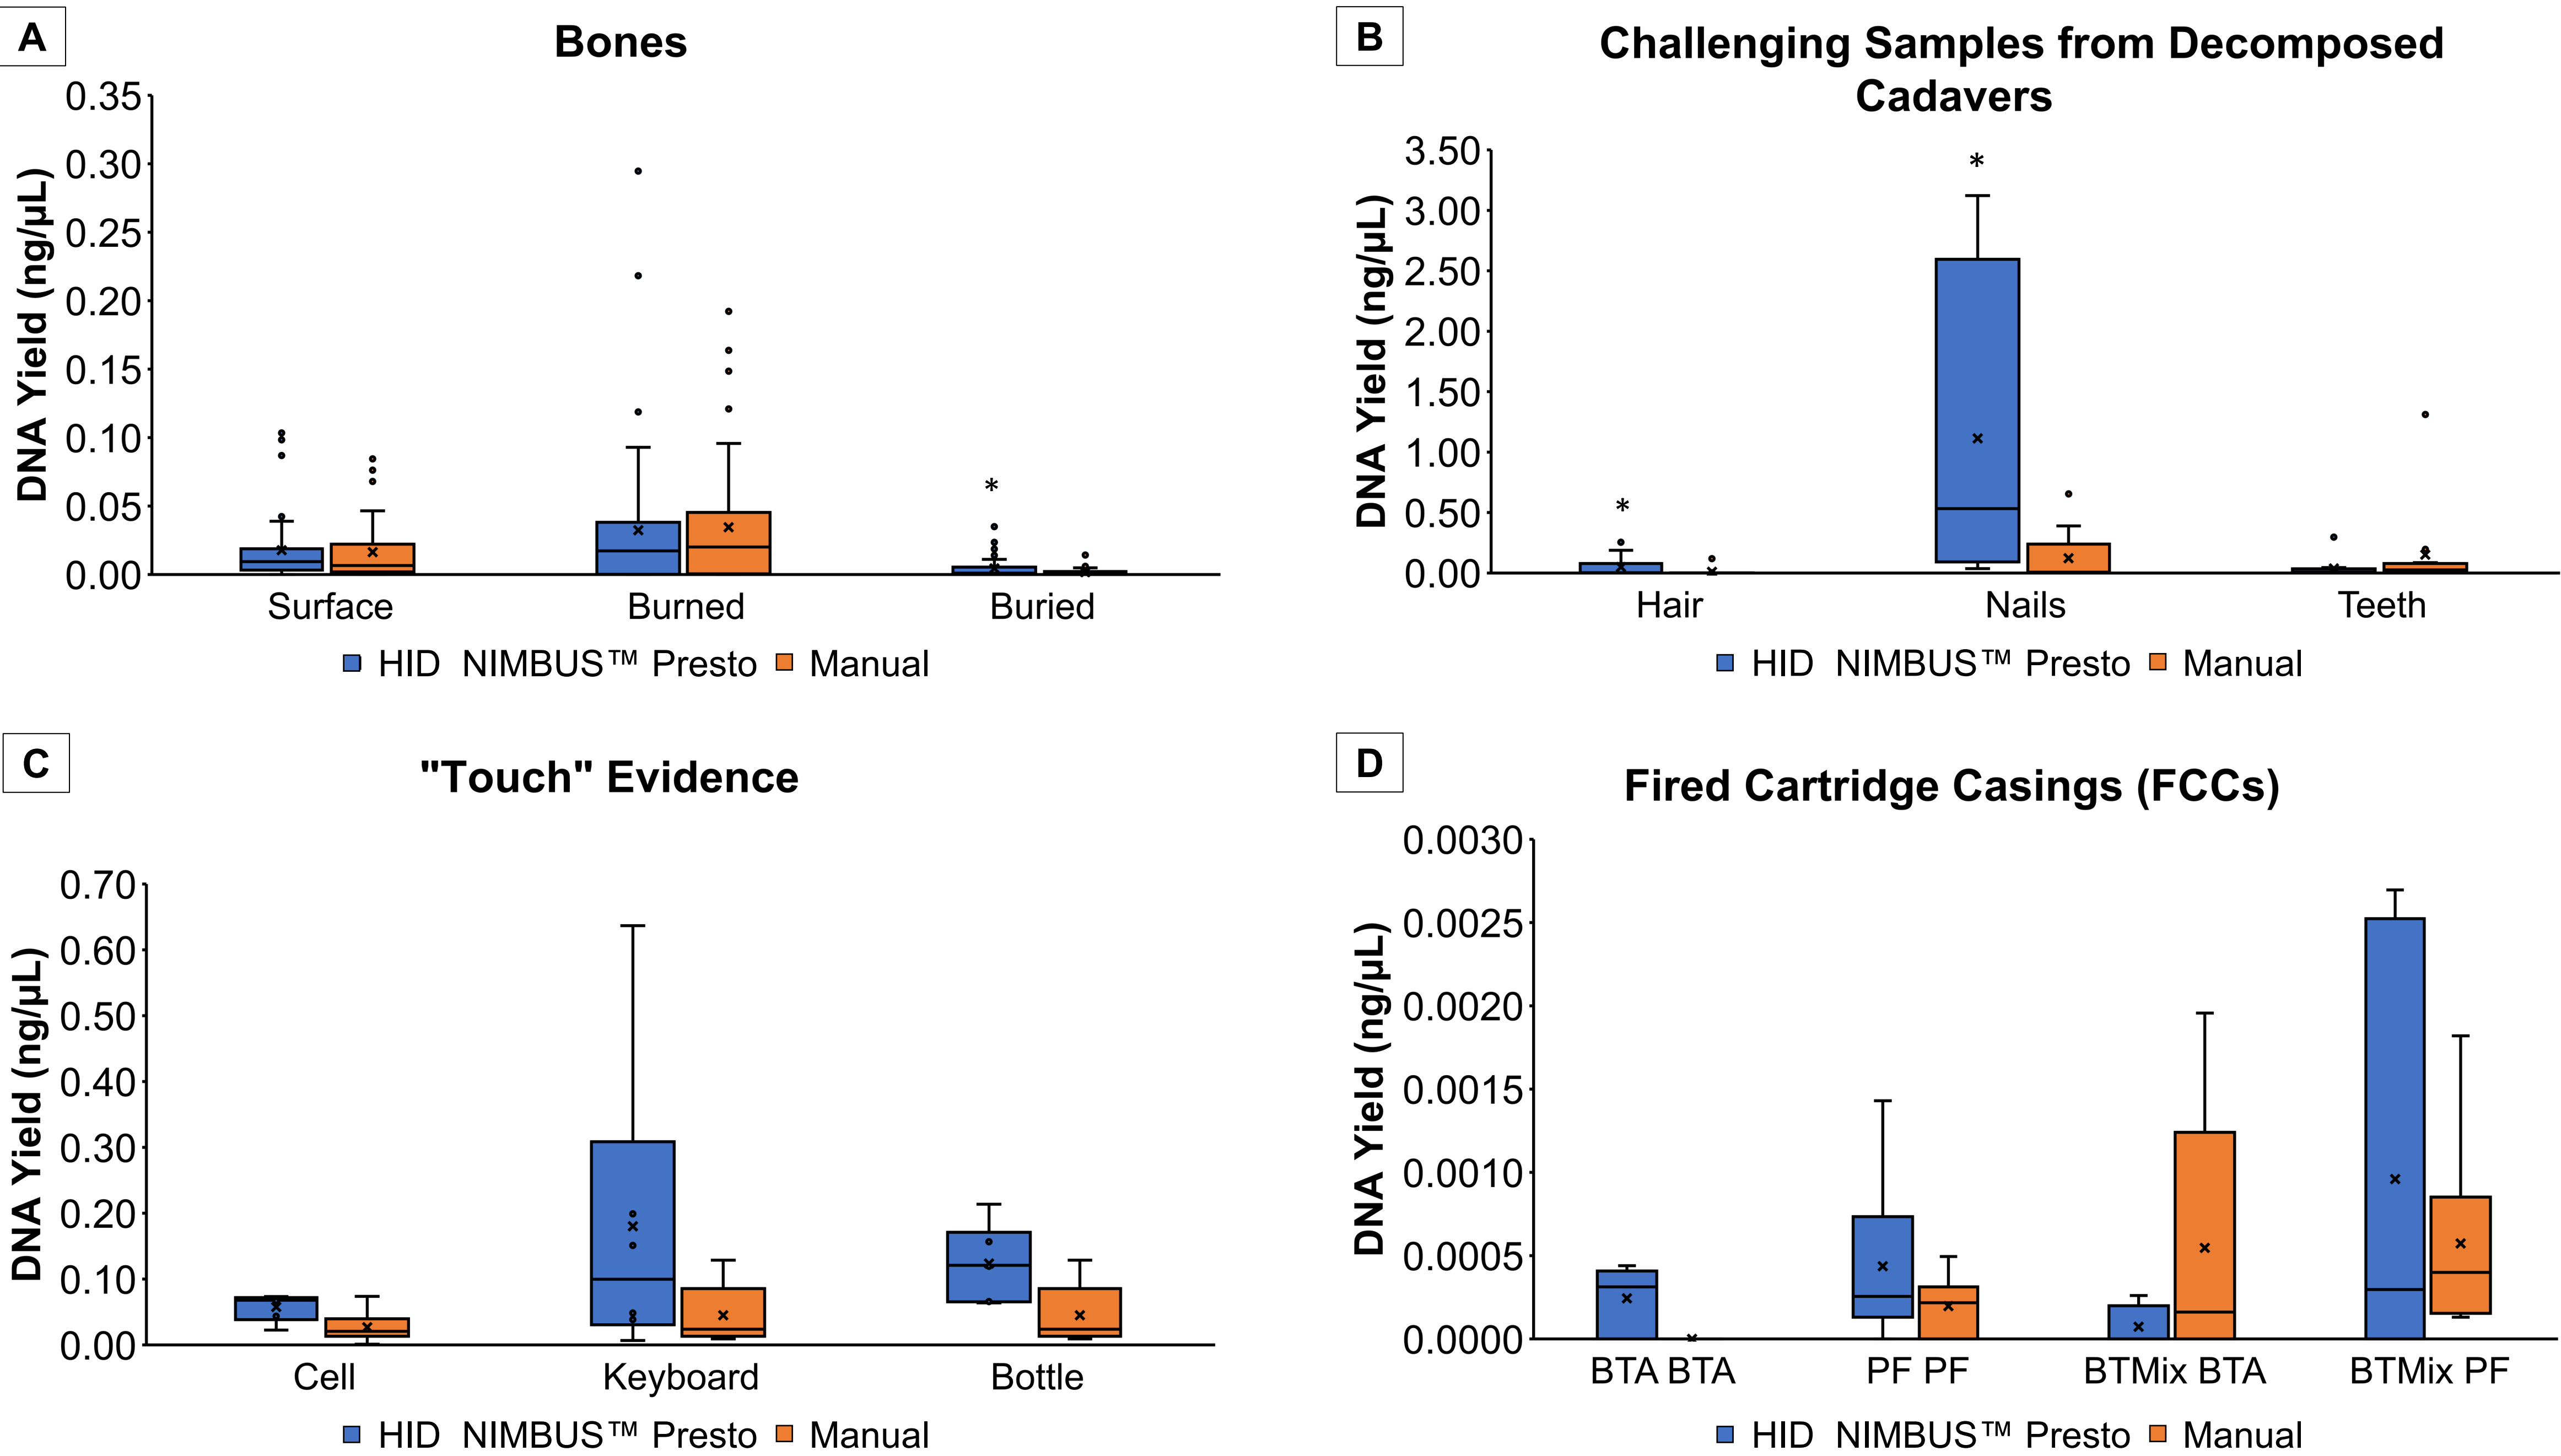 A
Bones
DNA Yield (ng/µL)
0.35
0.30
0.25
0.20
0.15
0.10
0.05
0.00
*
Surface Burned Buried
HID NIMBUS™ Presto Manual
B
Challenging Samples from Decomposed
Cadavers
DNA Yield (ng/µL)
3.50
3.00
2.50
2.00
1.50
1.00
0.50
0.00
* *
Hair Nails Teeth
HID NIMBUS™ Presto Manual
C
"Touch" Evidence
DNA Yield (ng/µL)
0.70
0.60
0.50
0.40
0.30
0.20
0.10
0.00
Cell Keyboard Bottle
HID NIMBUS™ Presto Manual
D
Fired Cartridge Casings (FCCs)
DNA Yield (ng/µL)
0.0030
0.0025
0.0020
0.0015
0.0010
0.0005
0.0000
BTA BTA PF PF BTMix BTA BTMix PF
HID NIMBUS™ Presto Manual